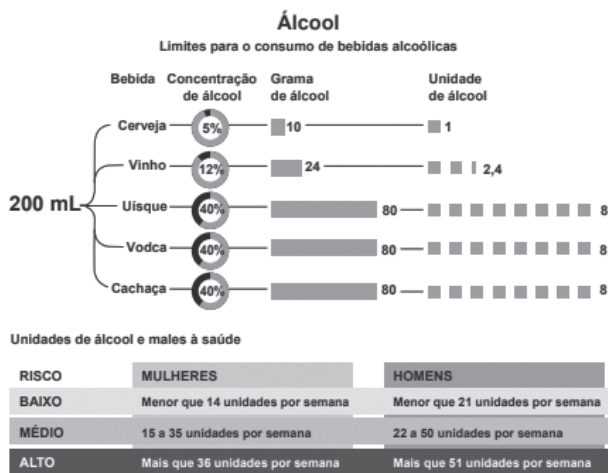 Álcool
Limites para o consumo de bebidas alcoólicas
Bebida Concentração de álcool Grama de álcool Unidade de álcool
200 mL
Cerveja 5% 10 1
Vinho 12% 24 2,4
Uísque 40% 80 8
Vodca 40% 80 8
Cachaça 40% 80 8
Unidades de álcool e males à saúde
RISCO MULHERES HOMENS
BAIXO Menor que 14 unidades por semana Menor que 21 unidades por semana
MÉDIO 15 a 35 unidades por semana 22 a 50 unidades por semana
ALTO Mais que 36 unidades por semana Mais que 51 unidades por semana